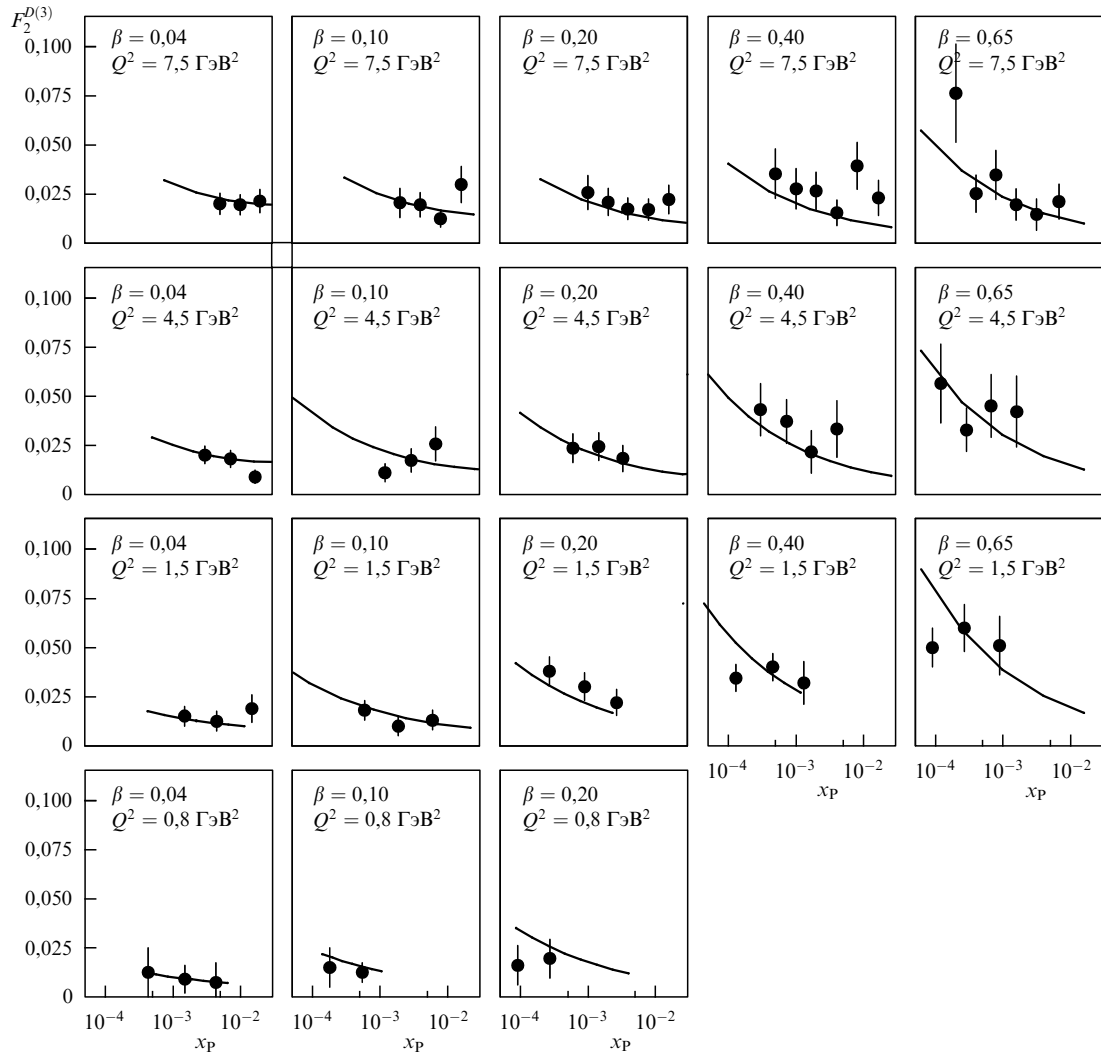 F₂^{D(3)}
0,100
0,075
0,050
0,025
0
β = 0,04
Q² = 7,5 ГэВ²
β = 0,10
Q² = 7,5 ГэВ²
β = 0,20
Q² = 7,5 ГэВ²
β = 0,40
Q² = 7,5 ГэВ²
β = 0,65
Q² = 7,5 ГэВ²
0,100
0,075
0,050
0,025
0
β = 0,04
Q² = 4,5 ГэВ²
β = 0,10
Q² = 4,5 ГэВ²
β = 0,20
Q² = 4,5 ГэВ²
β = 0,40
Q² = 4,5 ГэВ²
β = 0,65
Q² = 4,5 ГэВ²
0,100
0,075
0,050
0,025
0
β = 0,04
Q² = 1,5 ГэВ²
β = 0,10
Q² = 1,5 ГэВ²
β = 0,20
Q² = 1,5 ГэВ²
β = 0,40
Q² = 1,5 ГэВ²
β = 0,65
Q² = 1,5 ГэВ²
10⁻⁴ 10⁻³ 10⁻²
x_P
10⁻⁴ 10⁻³ 10⁻²
x_P
0,100
0,075
0,050
0,025
0
β = 0,04
Q² = 0,8 ГэВ²
β = 0,10
Q² = 0,8 ГэВ²
β = 0,20
Q² = 0,8 ГэВ²
10⁻⁴ 10⁻³ 10⁻²
x_P
10⁻⁴ 10⁻³ 10⁻²
x_P
10⁻⁴ 10⁻³ 10⁻²
x_P